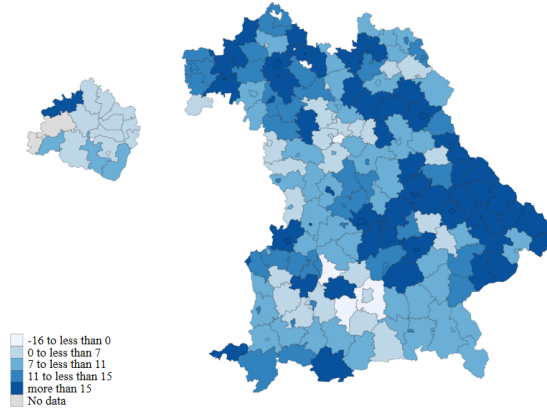 -16 to less than 0
0 to less than 7
7 to less than 11
11 to less than 15
more than 15
No data